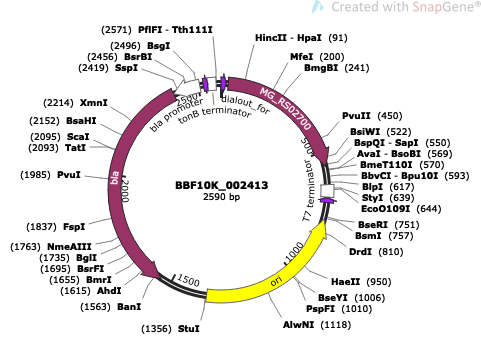 Created with SnapGene®
(2571) PflFI - Tth111I
(2496) BsgI
(2456) BsrBI
(2419) SspI
HincII - HpaI (91)
MfeI (200)
BmgBI (241)
(2214) XmnI
(2152) BsaHI
(2095) ScaI
(2093) TatI
(1985) PvuI
(1837) FspI
(1763) NmeAIII
(1735) BglI
(1695) BsrFI
(1655) BmrI
(1615) AhdI
(1563) BanI
(1356) StuI
PvuII (450)
BsiWI (522)
BspQI - SapI (550)
AvaI - BsoBI (569)
BmeT110I (570)
BbvCI - Bpu10I (593)
BlpI (617)
StyI (639)
EcoO109I (644)
BseRI (751)
BsmI (757)
DrdI (810)
HaeII (950)
BseYI (1006)
PspFI (1010)
AlwNI (1118)
bla promoter
tonB terminator
dialout_for
MG_RS02700
T7 terminator
bla
ori
500
1000
1500
2000
2500
BBF10K_002413
2590 bp